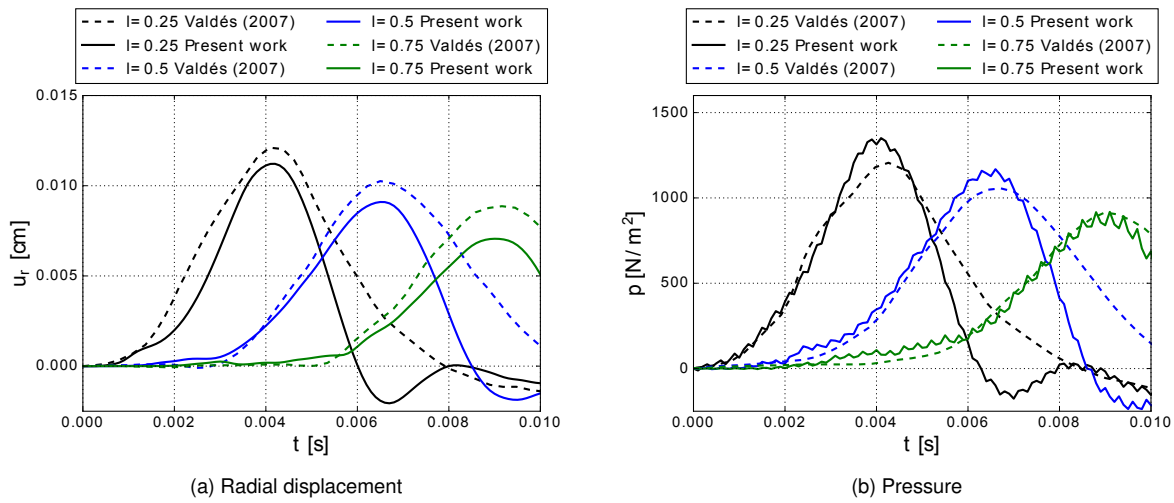 l= 0.25 Valdés (2007)
l= 0.25 Present work
l= 0.5 Valdés (2007)
l= 0.5 Present work
l= 0.75 Valdés (2007)
l= 0.75 Present work
0.015
0.010
0.005
0.000
u_r [cm]
0.000 0.002 0.004 0.006 0.008 0.010
t [s]
(a) Radial displacement
l= 0.25 Valdés (2007)
l= 0.25 Present work
l= 0.5 Valdés (2007)
l= 0.5 Present work
l= 0.75 Valdés (2007)
l= 0.75 Present work
1500
1000
500
0
p [N/ m²]
0.000 0.002 0.004 0.006 0.008 0.010
t [s]
(b) Pressure